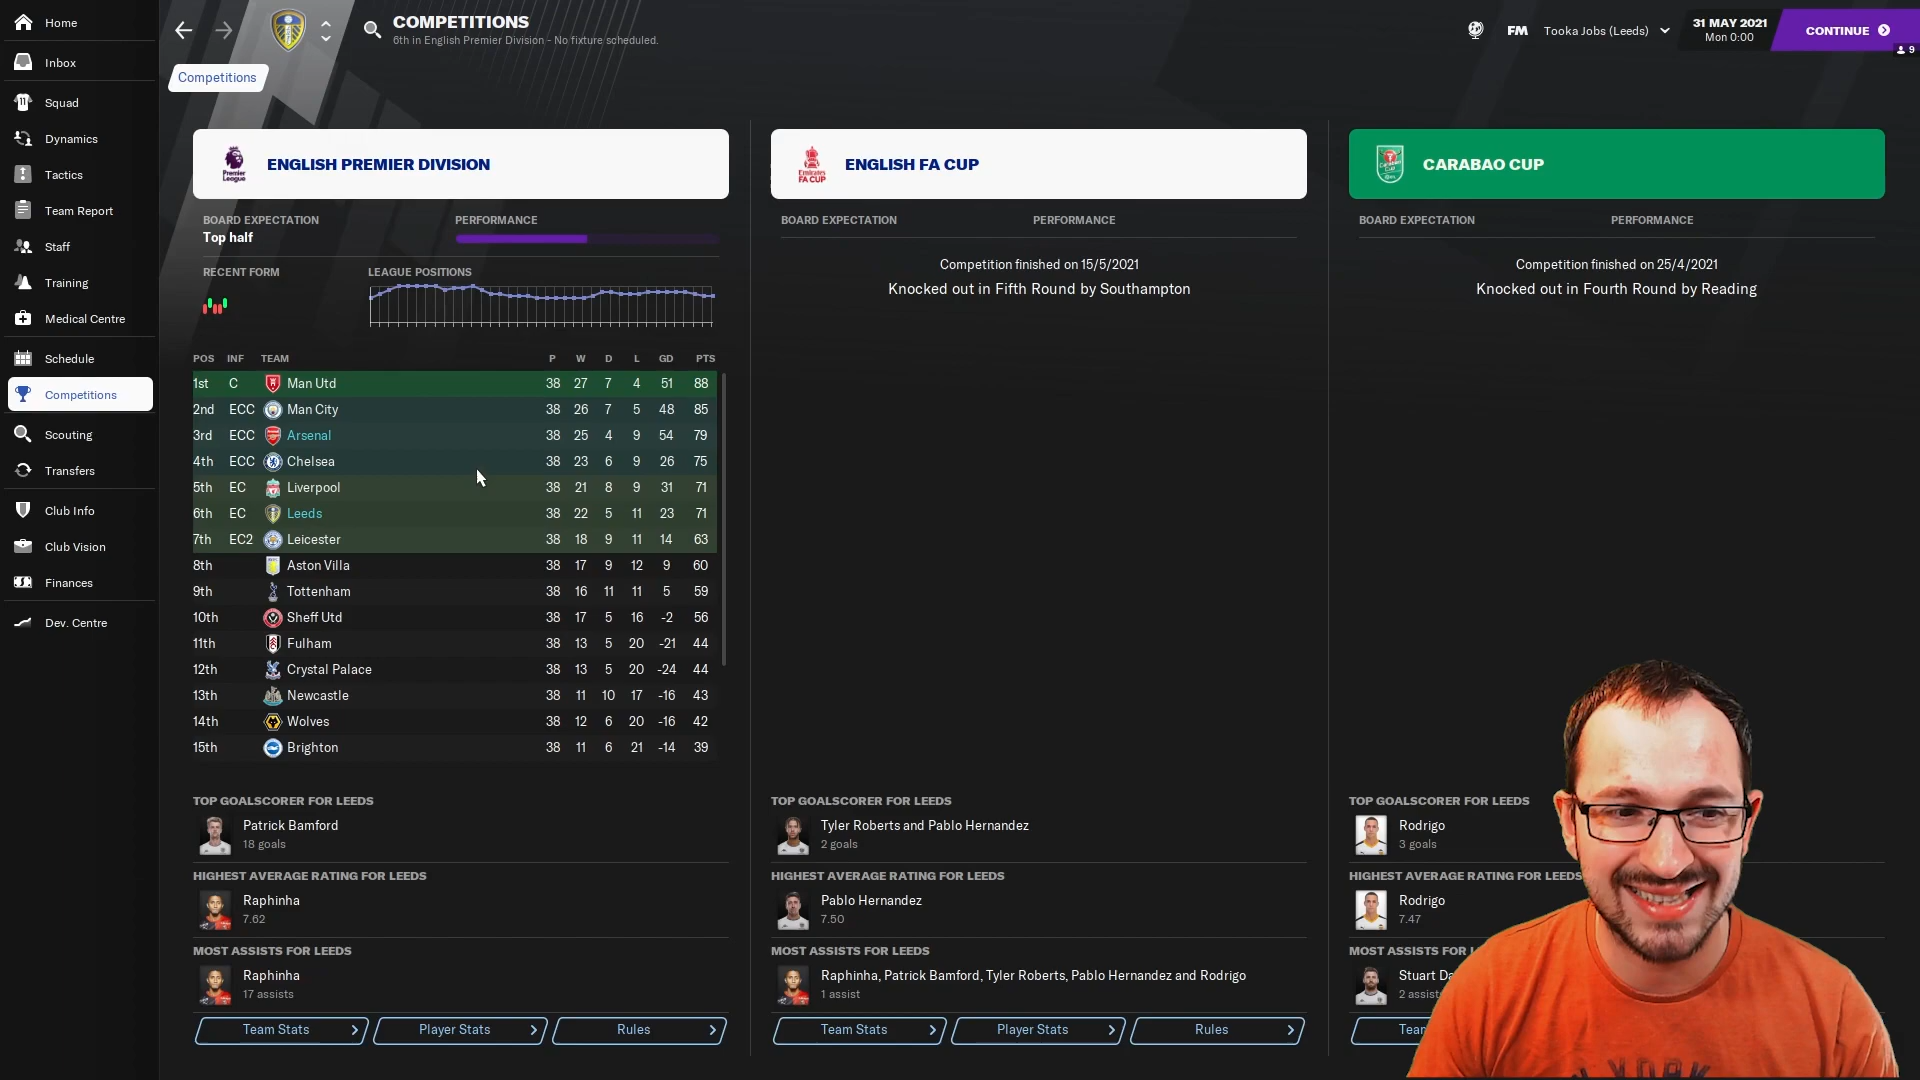 Home
Inbox
Squad
Dynamics
Tactics
Team Report
Staff
Training
Medical Centre
Schedule
Competitions
Scouting
Transfers
Club Info
Club Vision
Finances
Dev. Centre
COMPETITIONS
6th in English Premier Division - No fixture scheduled.
FM
Tooka Jobs (Leeds)
31 MAY 2021
Mon 0:00
CONTINUE
9
Competitions
ENGLISH PREMIER DIVISION
BOARD EXPECTATION PERFORMANCE
Top half
RECENT FORM LEAGUE POSITIONS
POS INF TEAM P W D L GD PTS
1st C Man Utd 38 27 7 4 51 88
2nd ECC Man City 38 26 7 5 48 85
3rd ECC Arsenal 38 25 4 9 54 79
4th ECC Chelsea 38 23 6 9 26 75
5th EC Liverpool 38 21 8 9 31 71
6th EC Leeds 38 22 5 11 23 71
7th EC2 Leicester 38 18 9 11 14 63
8th Aston Villa 38 17 9 12 9 60
9th Tottenham 38 16 11 11 5 59
10th Sheff Utd 38 17 5 16 -2 56
11th Fulham 38 13 5 20 -21 44
12th Crystal Palace 38 13 5 20 -24 44
13th Newcastle 38 11 10 17 -16 43
14th Wolves 38 12 6 20 -16 42
15th Brighton 38 11 6 21 -14 39
TOP GOALSCORER FOR LEEDS
Patrick Bamford
18 goals
HIGHEST AVERAGE RATING FOR LEEDS
Raphinha
7.62
MOST ASSISTS FOR LEEDS
Raphinha
17 assists
Team Stats Player Stats Rules
Premier League
Emirates FA CUP
ENGLISH FA CUP
BOARD EXPECTATION PERFORMANCE
Competition finished on 15/5/2021
Knocked out in Fifth Round by Southampton
TOP GOALSCORER FOR LEEDS
Tyler Roberts and Pablo Hernandez
2 goals
HIGHEST AVERAGE RATING FOR LEEDS
Pablo Hernandez
7.50
MOST ASSISTS FOR LEEDS
Raphinha, Patrick Bamford, Tyler Roberts, Pablo Hernandez and Rodrigo
1 assist
Team Stats Player Stats Rules
CARABAO CUP
BOARD EXPECTATION PERFORMANCE
Competition finished on 25/4/2021
Knocked out in Fourth Round by Reading
TOP GOALSCORER FOR LEEDS
Rodrigo
3 goals
HIGHEST AVERAGE RATING FOR LEEDS
Rodrigo
7.47
MOST ASSISTS FOR L
Stuart Da
2 assist
Tea